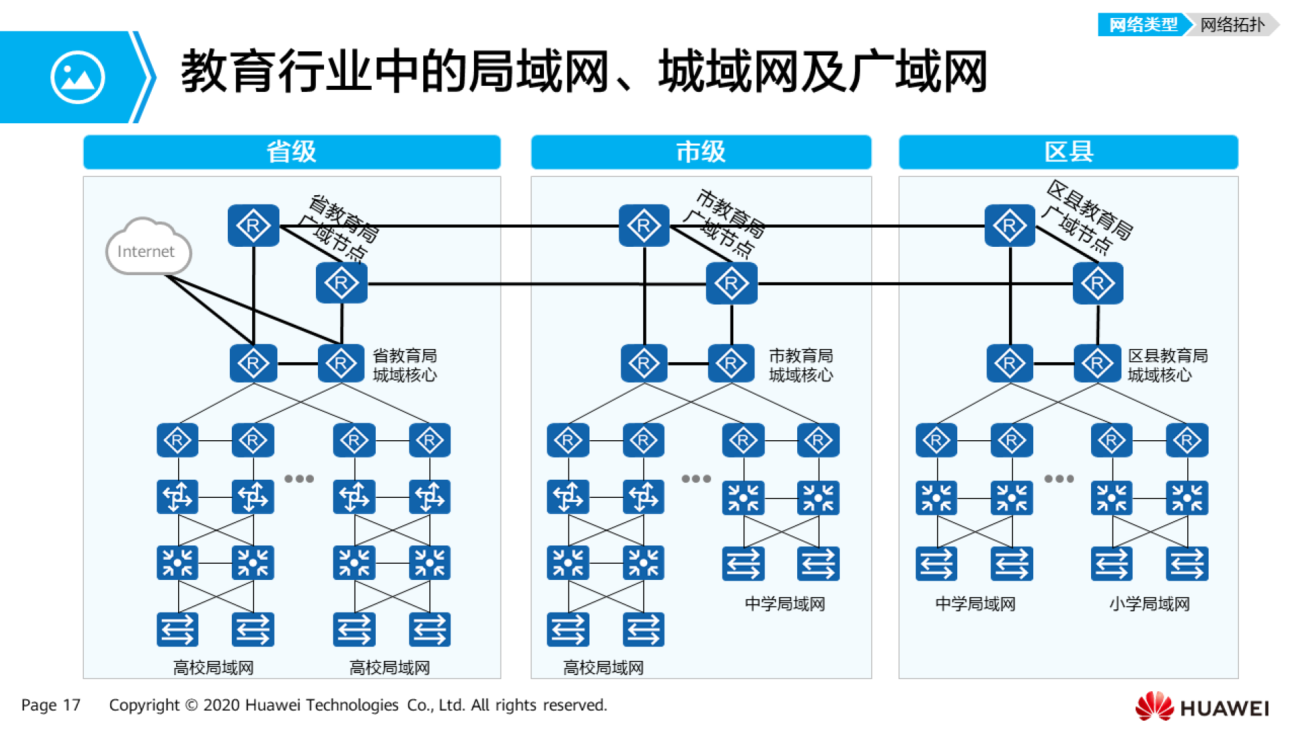 网络类型 网络拓扑
教育行业中的局域网、城域网及广域网
省级
市级
区县
Internet
省教育局
广域节点
R
R
R
R
省教育局
城域核心
R
R
R
R
高校局域网
高校局域网
市教育局
广域节点
R
R
R
R
市教育局
城域核心
R
R
R
R
中学局域网
高校局域网
区县教育局
广域节点
R
R
R
R
区县教育局
城域核心
R
R
R
R
中学局域网
小学局域网
Page 17 Copyright © 2020 Huawei Technologies Co., Ltd. All rights reserved.
HUAWEI